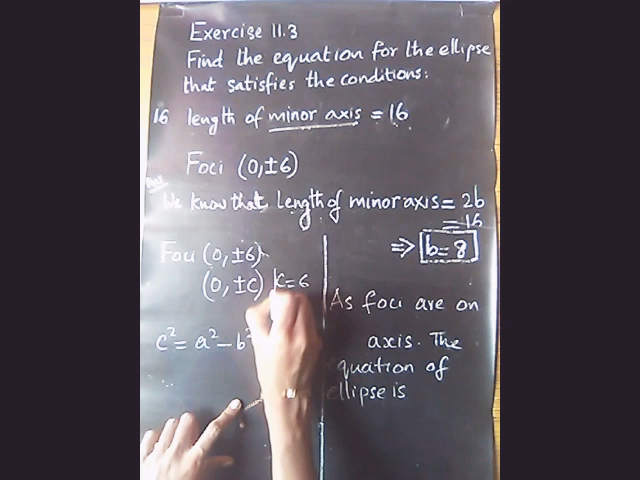 Exercise 11.3
Find the equation for the ellipse
that satisfies the conditions:
16 length of minor axis = 16
Foci (0, ±6)
We know that, length of minor axis = 2b
= 16
⇒ b = 8
Foci (0, ±6)
(0, ±c) c = 6
c² = a² − b²
As foci are on
axis. The
equation of
ellipse is